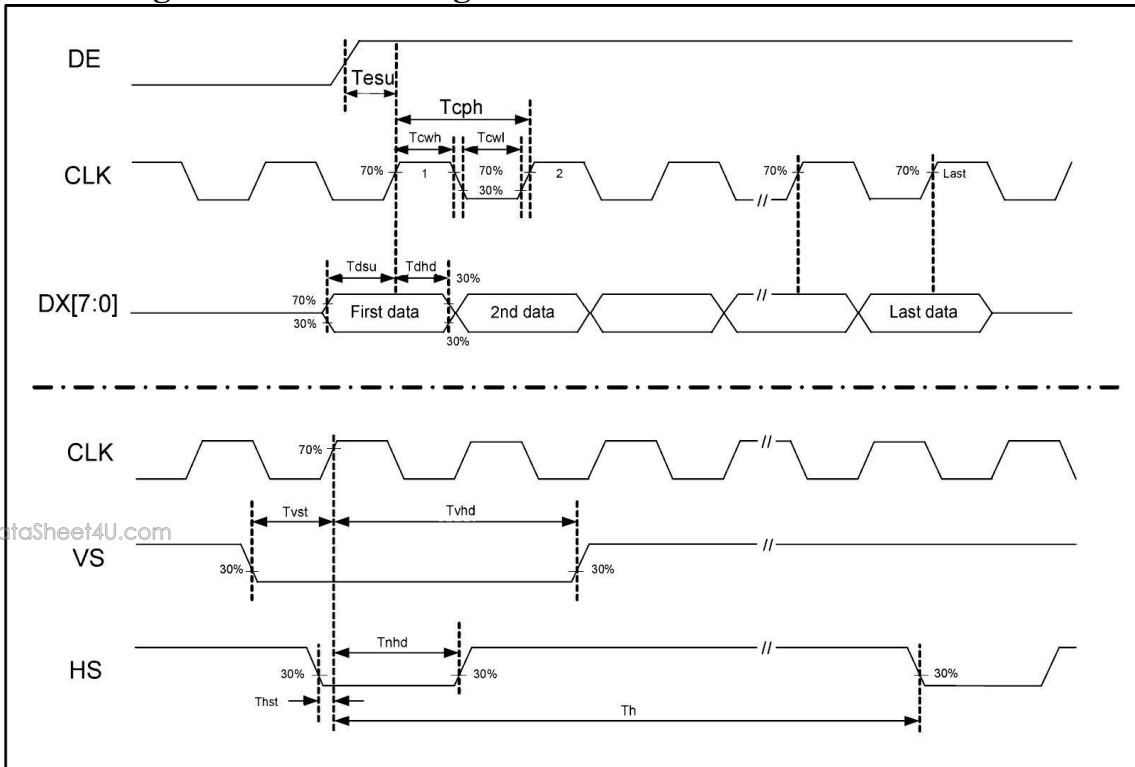 DE
Tesu
Tcph
Tcwh
Tcwl
CLK
70%
1
70%
30%
2
70%
70%
Last
//
Tdsu
Tdhd
30%
DX[7:0]
70%
30%
First data
2nd data
//
Last data
30%
CLK
70%
//
Tvst
Tvhd
ataSheet4U.com
VS
30%
30%
//
Tnhd
HS
30%
30%
//
30%
Thst
Th